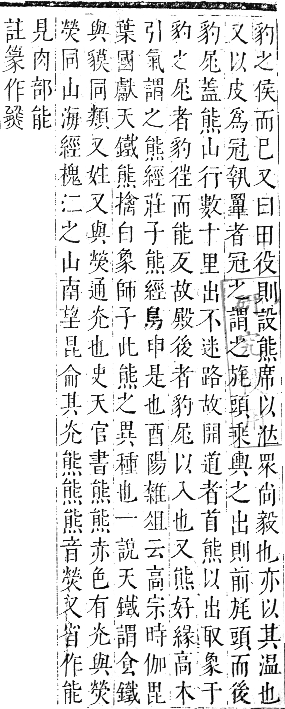 豹之侯而已又曰田役則設熊席以涖眾尙毅也亦以其温也
又以皮爲冠執罼者冠之謂之旄頭乘輿之出則前旄頭而後
豹尾蓋熊山行數十里出不迷路故開道者首熊以出取象于
豹之尾者豹徃而能反故殿後者豹尾以入也又熊好緣高木
引氣謂之熊經莊子熊經鳥申是也酉陽雜俎云高宗時伽毘
葉國獻天鐵熊擒白象師子此熊之異種也一說天鐵謂食鐵
與貘同類又姓又與熒通光也史天官書熊熊赤色有光與熒
熒同山海經槐江之山南望昆侖其光熊熊熊音熒又省作能
見肉部能
註篆作